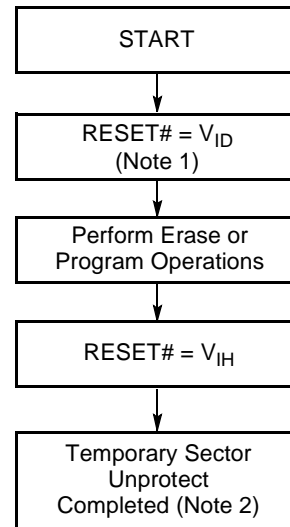 START
RESET# = VID
(Note 1)
Perform Erase or
Program Operations
RESET# = VIH
Temporary Sector
Unprotect
Completed (Note 2)